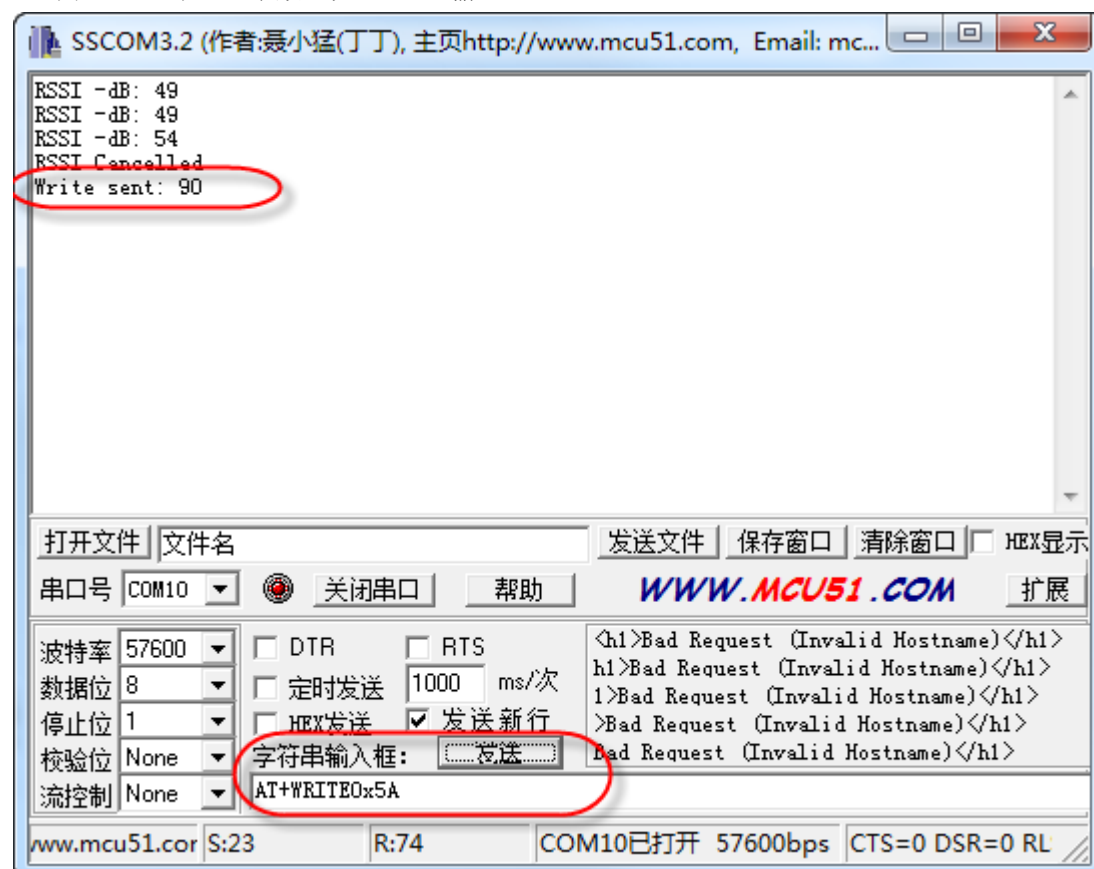 SSCOM3.2 (作者:聂小猛(丁丁), 主页http://www.mcu51.com, Email: mc...
RSSI -dB: 49
RSSI -dB: 49
RSSI -dB: 54
RSSI Cancelled
Write sent: 90
打开文件 文件名 发送文件 保存窗口 清除窗口 HEX显示
串口号 COM10 关闭串口 帮助 WWW.MCU51.COM 扩展
波特率 57600 DTR RTS
数据位 8 定时发送 1000 ms/次
停止位 1 HEX发送 发送新行
校验位 None 字符串输入框: 发送
流控制 None AT+WRITE0x5A
<h1>Bad Request (Invalid Hostname)</h1>
h1>Bad Request (Invalid Hostname)</h1>
1>Bad Request (Invalid Hostname)</h1>
>Bad Request (Invalid Hostname)</h1>
Bad Request (Invalid Hostname)</h1>
www.mcu51.cor S:23 R:74 COM10已打开 57600bps CTS=0 DSR=0 RL